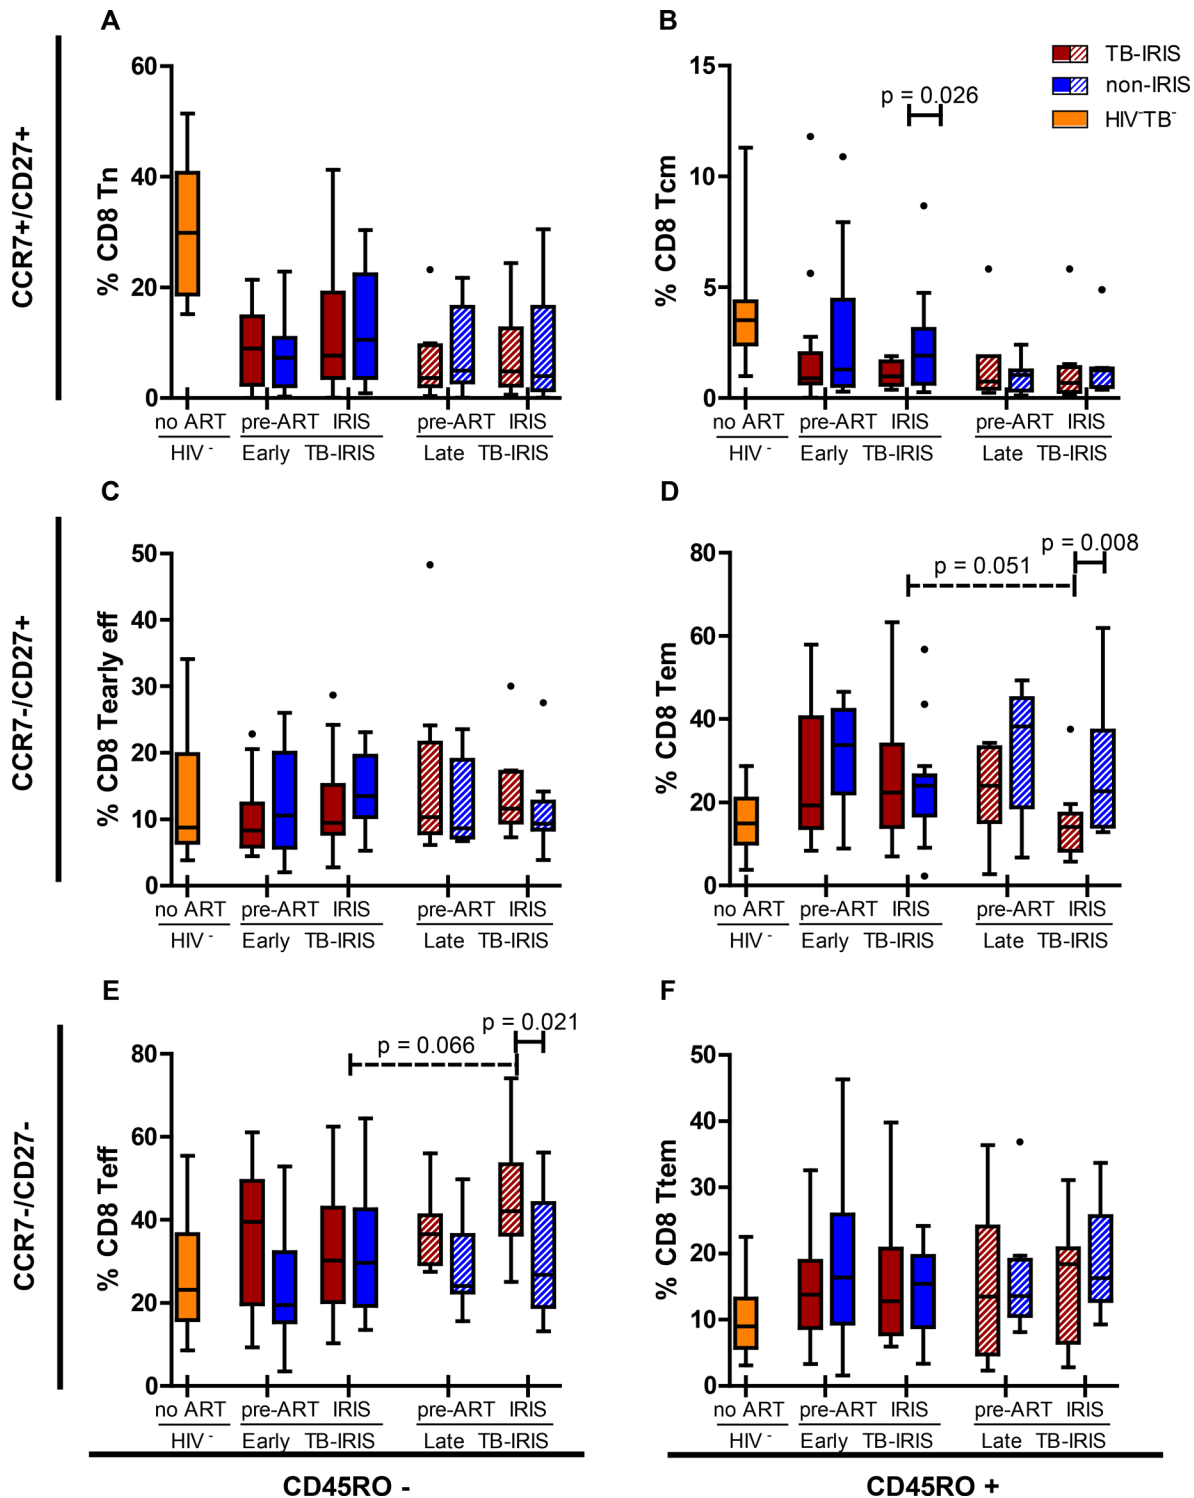 A
CCR7+/CD27+
% CD8 Tn
60
40
20
0
no ART pre-ART IRIS pre-ART IRIS
HIV - Early TB-IRIS Late TB-IRIS
B
TB-IRIS
non-IRIS
HIV-TB-
p = 0.026
% CD8 Tcm
15
10
5
0
no ART pre-ART IRIS pre-ART IRIS
HIV - Early TB-IRIS Late TB-IRIS
C
CCR7-/CD27+
% CD8 Tearly eff
50
40
30
20
10
0
no ART pre-ART IRIS pre-ART IRIS
HIV - Early TB-IRIS Late TB-IRIS
D
p = 0.008
p = 0.051
% CD8 Tem
80
60
40
20
0
no ART pre-ART IRIS pre-ART IRIS
HIV - Early TB-IRIS Late TB-IRIS
E
CCR7-/CD27-
p = 0.021
p = 0.066
% CD8 Teff
80
60
40
20
0
no ART pre-ART IRIS pre-ART IRIS
HIV - Early TB-IRIS Late TB-IRIS
CD45RO -
F
% CD8 Ttem
50
40
30
20
10
0
no ART pre-ART IRIS pre-ART IRIS
HIV - Early TB-IRIS Late TB-IRIS
CD45RO +